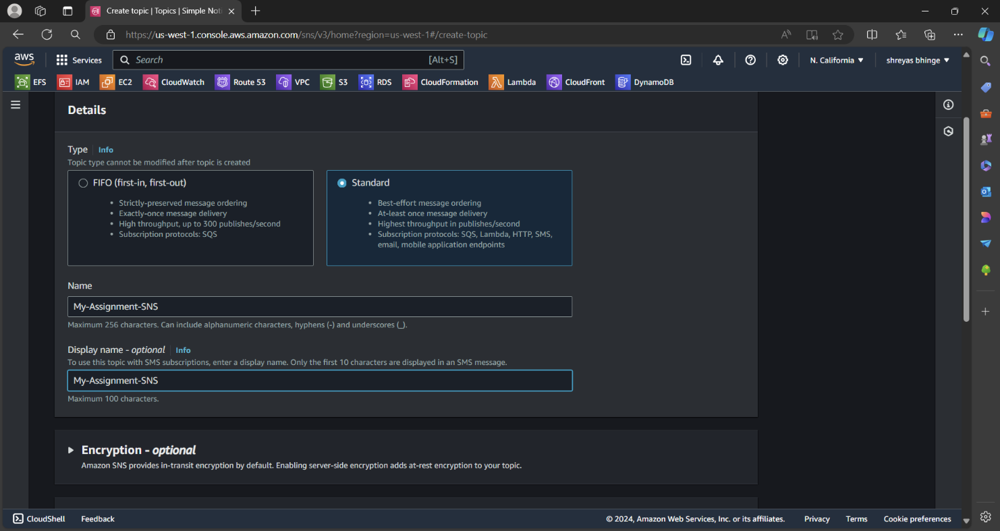 Create topic | Topics | Simple Noti
https://us-west-1.console.aws.amazon.com/sns/v3/home?region=us-west-1#/create-topic
aws Services Search [Alt+S] N. California shreyas bhinge
EFS IAM EC2 CloudWatch Route 53 VPC S3 RDS CloudFormation Lambda CloudFront DynamoDB
Details
Type Info
Topic type cannot be modified after topic is created
FIFO (first-in, first-out)
• Strictly-preserved message ordering
• Exactly-once message delivery
• High throughput, up to 300 publishes/second
• Subscription protocols: SQS
Standard
• Best-effort message ordering
• At-least once message delivery
• Highest throughput in publishes/second
• Subscription protocols: SQS, Lambda, HTTP, SMS,
email, mobile application endpoints
Name
My-Assignment-SNS
Maximum 256 characters. Can include alphanumeric characters, hyphens (-) and underscores (_).
Display name - optional Info
To use this topic with SMS subscriptions, enter a display name. Only the first 10 characters are displayed in an SMS message.
My-Assignment-SNS
Maximum 100 characters.
Encryption - optional
Amazon SNS provides in-transit encryption by default. Enabling server-side encryption adds at-rest encryption to your topic.
CloudShell Feedback © 2024, Amazon Web Services, Inc. or its affiliates. Privacy Terms Cookie preferences